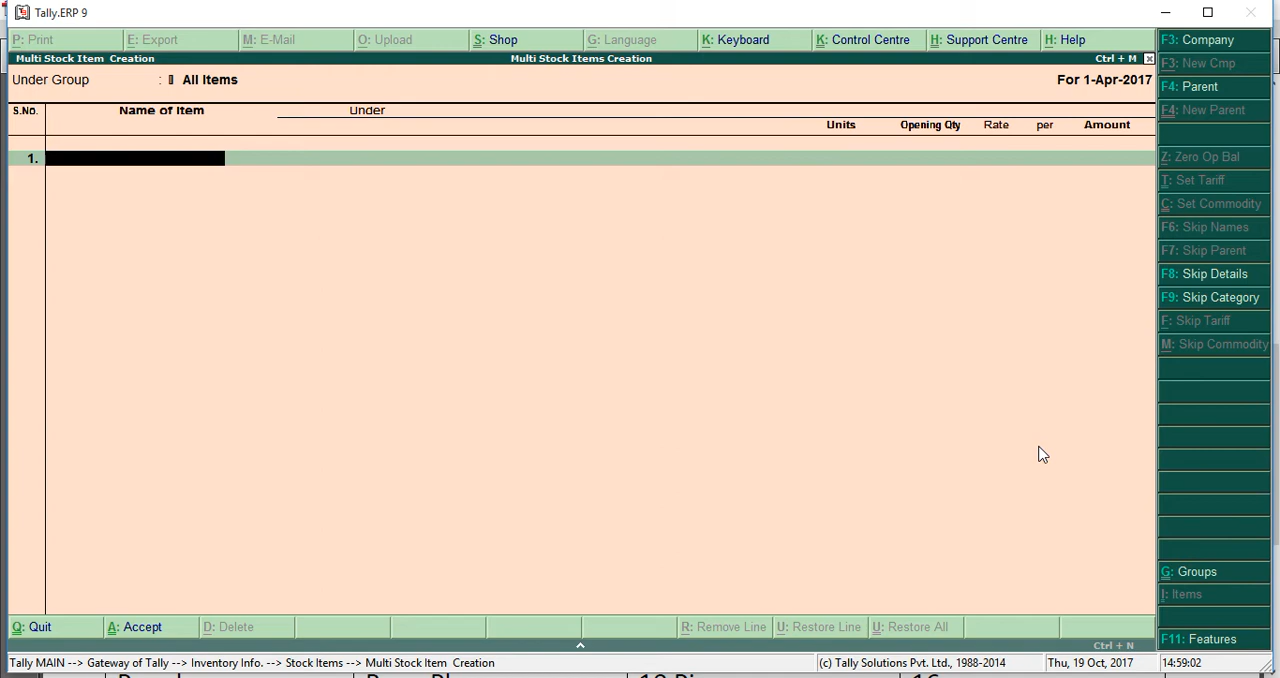 Tally.ERP 9
P: Print E: Export M: E-Mail O: Upload S: Shop G: Language K: Keyboard K: Control Centre H: Support Centre H: Help
Multi Stock Item Creation Multi Stock Items Creation Ctrl + M
Under Group : All Items For 1-Apr-2017
S.No. Name of Item Under
Units Opening Qty Rate per Amount
1.
F3: Company
F3: New Cmp
F4: Parent
F4: New Parent
Z: Zero Op Bal
T: Set Tariff
C: Set Commodity
F6: Skip Names
F7: Skip Parent
F8: Skip Details
F9: Skip Category
F: Skip Tariff
M: Skip Commodity
G: Groups
I: Items
F11: Features
Q: Quit A: Accept D: Delete R: Remove Line U: Restore Line U: Restore All
Ctrl + N
Tally MAIN --> Gateway of Tally --> Inventory Info. --> Stock Items --> Multi Stock Item Creation (c) Tally Solutions Pvt. Ltd., 1988-2014 Thu, 19 Oct, 2017 14:59:02